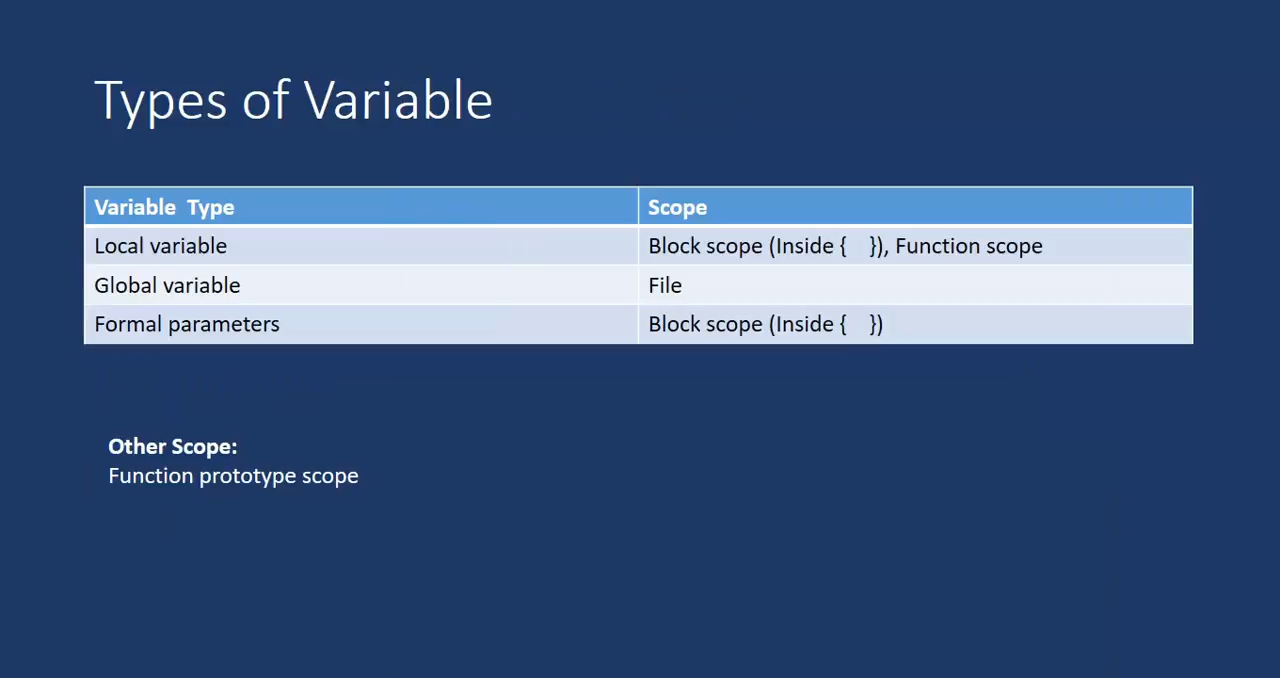 Types of Variable
Variable  Type Scope
Local variable Block scope (Inside {    }), Function scope
Global variable File
Formal parameters Block scope (Inside {    })
Other Scope:
Function prototype scope